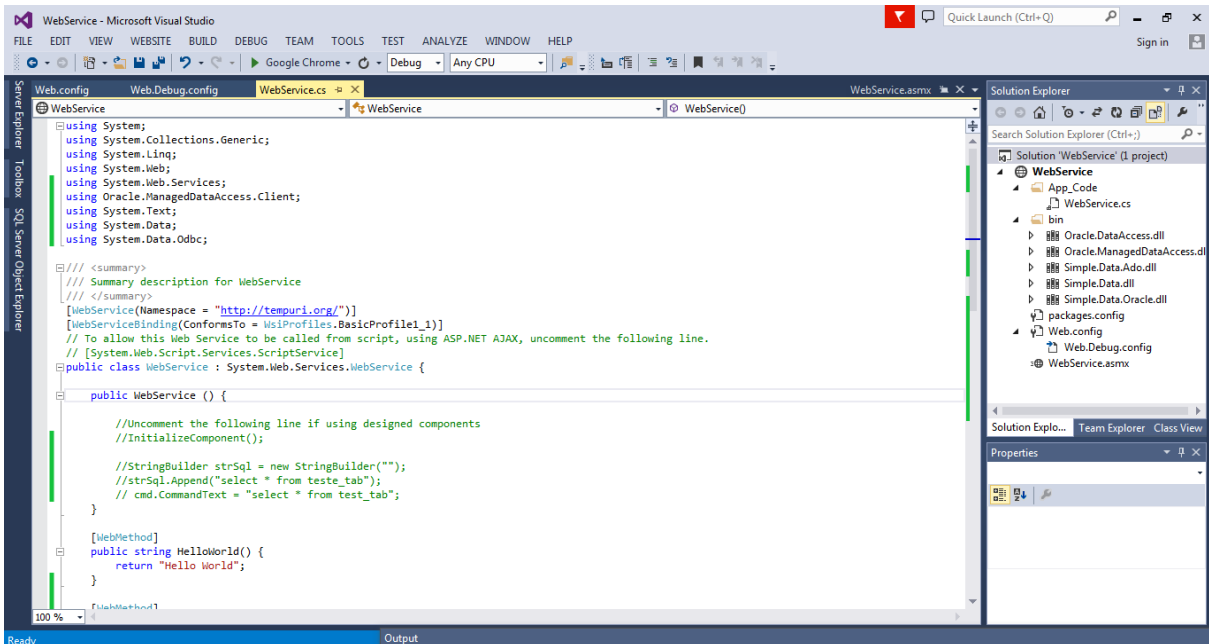 WebService - Microsoft Visual Studio
Quick Launch (Ctrl+Q)
FILE EDIT VIEW WEBSITE BUILD DEBUG TEAM TOOLS TEST ANALYZE WINDOW HELP
Sign in
Google Chrome Debug Any CPU
Server Explorer
Toolbox
SQL Server Object Explorer
Web.config Web.Debug.config WebService.cs WebService.asmx
WebService WebService WebService()
using System;
using System.Collections.Generic;
using System.Linq;
using System.Web;
using System.Web.Services;
using Oracle.ManagedDataAccess.Client;
using System.Text;
using System.Data;
using System.Data.Odbc;
/// <summary>
/// Summary description for WebService
/// </summary>
[WebService(Namespace = "http://tempuri.org/")]
[WebServiceBinding(ConformsTo = WsiProfiles.BasicProfile1_1)]
// To allow this Web Service to be called from script, using ASP.NET AJAX, uncomment the following line.
// [System.Web.Script.Services.ScriptService]
public class WebService : System.Web.Services.WebService {
public WebService () {
//Uncomment the following line if using designed components
//InitializeComponent();
//StringBuilder strSql = new StringBuilder("");
//strSql.Append("select * from teste_tab");
// cmd.CommandText = "select * from test_tab";
}
[WebMethod]
public string HelloWorld() {
return "Hello World";
}
[WebMethod]
100 %
Solution Explorer
Search Solution Explorer (Ctrl+;)
Solution 'WebService' (1 project)
WebService
App_Code
WebService.cs
bin
Oracle.DataAccess.dll
Oracle.ManagedDataAccess.dl
Simple.Data.Ado.dll
Simple.Data.dll
Simple.Data.Oracle.dll
packages.config
Web.config
Web.Debug.config
WebService.asmx
Solution Explo... Team Explorer Class View
Properties
Ready
Output